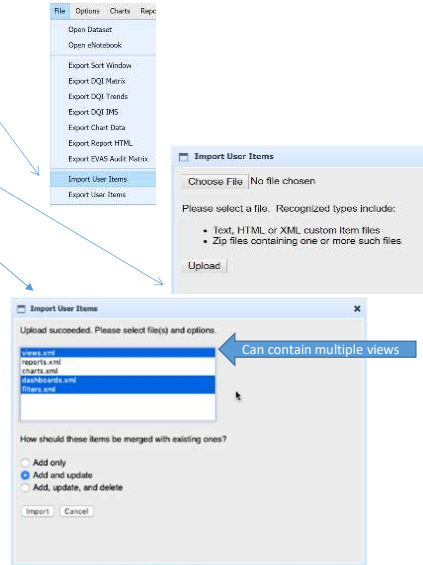 File Options Charts Repo
Open Dataset
Open eNotebook
Export Sort Window
Export DQI Matrix
Export DQI Trends
Export DQI IMS
Export Chart Data
Export Report HTML
Export EVAS Audit Matrix
Import User Items
Export User Items
Import User Items
Choose File No file chosen
Please select a file. Recognized types include:
• Text, HTML or XML custom item files
• Zip files containing one or more such files
Upload
Import User Items
Upload succeeded. Please select file(s) and options.
views.xml
reports.xml
charts.xml
dashboards.xml
filters.xml
Can contain multiple views
How should these items be merged with existing ones?
Add only
Add and update
Add, update, and delete
Import Cancel